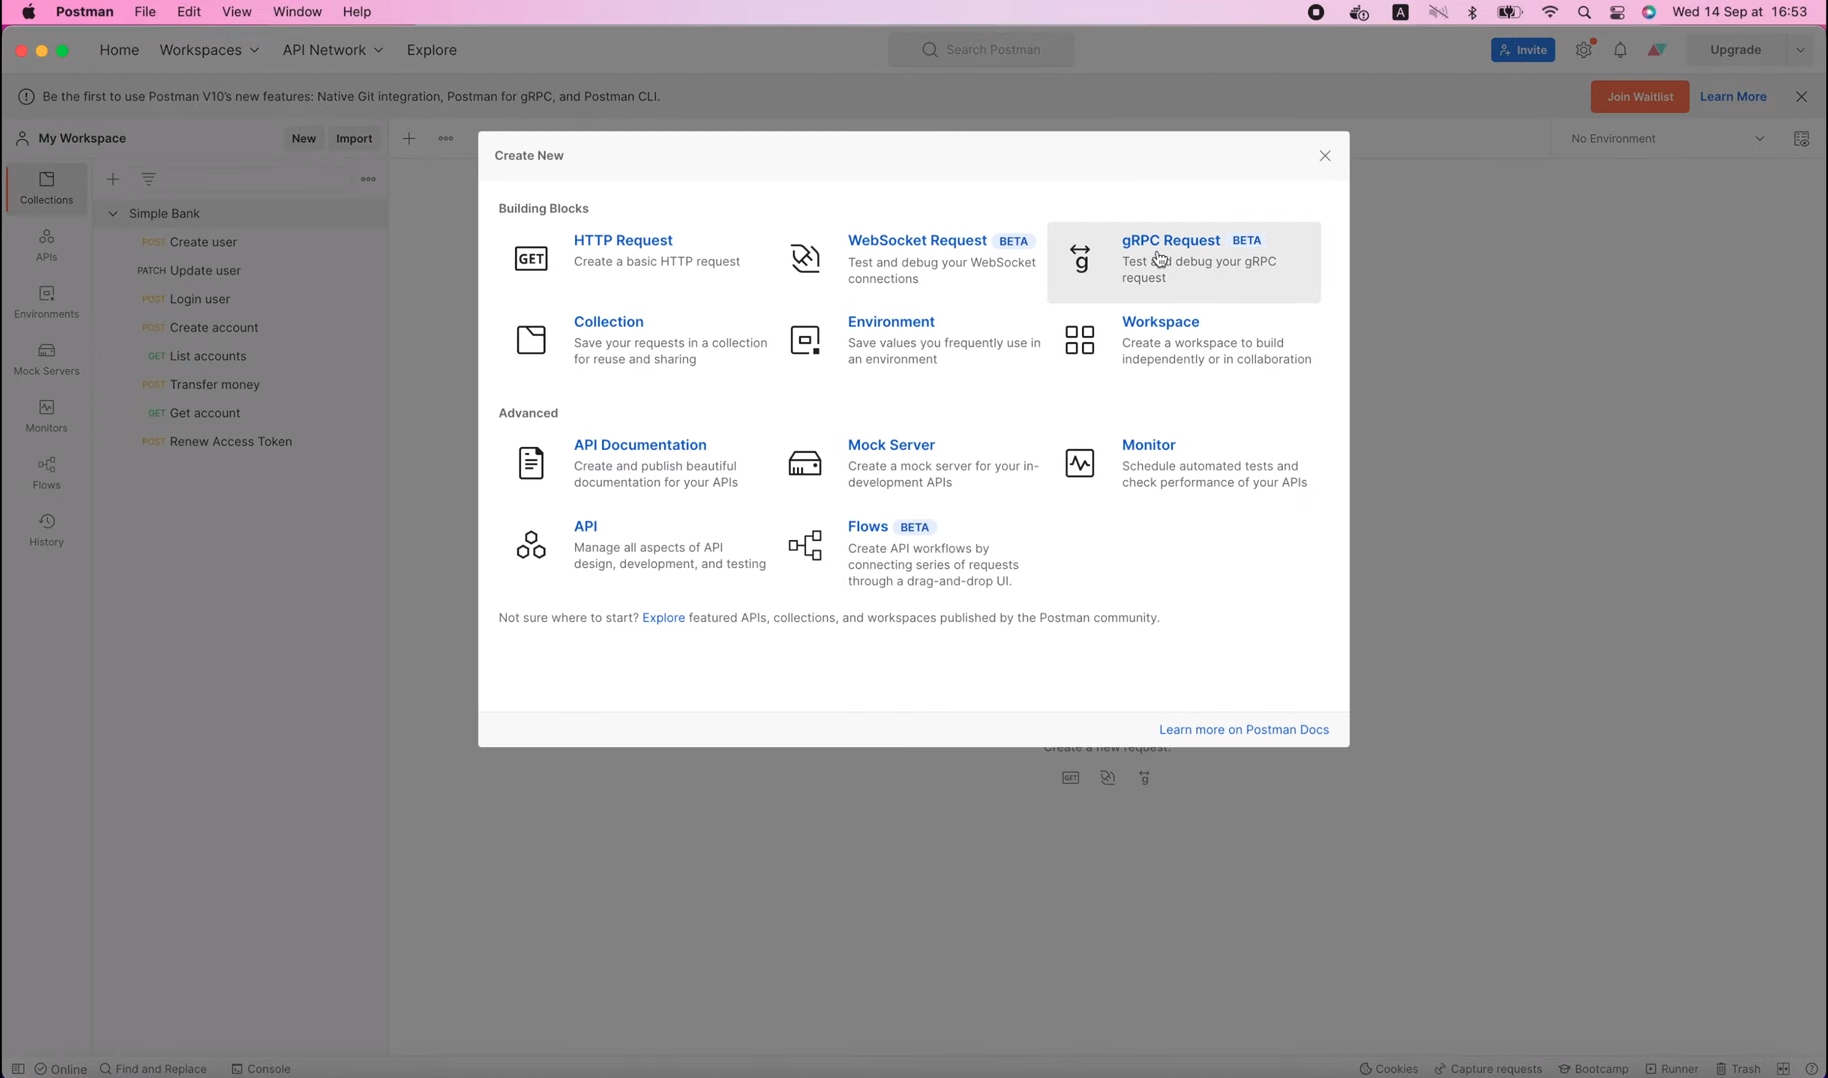 Postman File Edit View Window Help A Wed 14 Sep at 16:53
Home Workspaces API Network Explore Search Postman Invite Upgrade
Be the first to use Postman V10's new features: Native Git integration, Postman for gRPC, and Postman CLI. Join Waitlist Learn More
My Workspace New Import No Environment
Collections
APIs
Environments
Mock Servers
Monitors
Flows
History
Simple Bank
POST Create user
PATCH Update user
POST Login user
POST Create account
GET List accounts
POST Transfer money
GET Get account
POST Renew Access Token
Create New
Building Blocks
GET
HTTP Request
Create a basic HTTP request
WebSocket Request BETA
Test and debug your WebSocket
connections
g
gRPC Request BETA
Test and debug your gRPC
request
Collection
Save your requests in a collection
for reuse and sharing
Environment
Save values you frequently use in
an environment
Workspace
Create a workspace to build
independently or in collaboration
Advanced
API Documentation
Create and publish beautiful
documentation for your APIs
Mock Server
Create a mock server for your in-
development APIs
Monitor
Schedule automated tests and
check performance of your APIs
API
Manage all aspects of API
design, development, and testing
Flows BETA
Create API workflows by
connecting series of requests
through a drag-and-drop UI.
Not sure where to start? Explore featured APIs, collections, and workspaces published by the Postman community.
Learn more on Postman Docs
Create a new request:
GET g
Online Find and Replace Console Cookies Capture requests Bootcamp Runner Trash